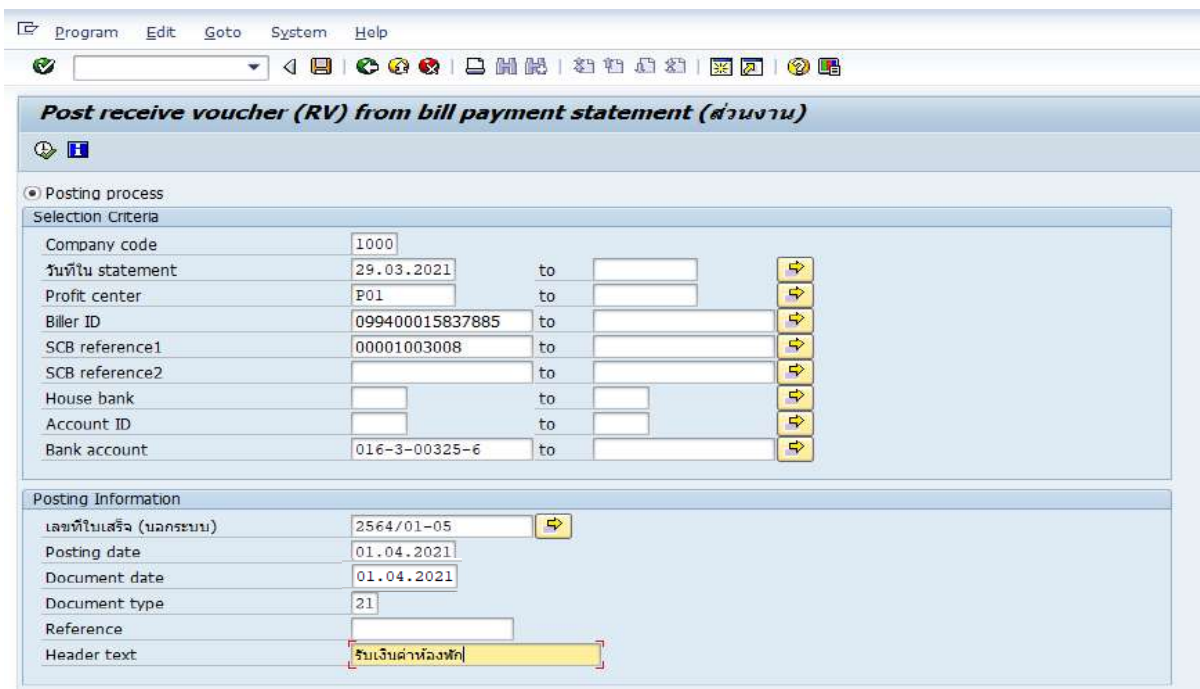 Program Edit Goto System Help
Post receive voucher (RV) from bill payment statement (ส่วนงาน)
Posting process
Selection Criteria
Company code 1000
วันที่ใน statement 29.03.2021 to
Profit center P01 to
Biller ID 099400015837885 to
SCB reference1 00001003008 to
SCB reference2 to
House bank to
Account ID to
Bank account 016-3-00325-6 to
Posting Information
เลขที่ใบเสร็จ (นอกระบบ) 2564/01-05
Posting date 01.04.2021
Document date 01.04.2021
Document type 21
Reference
Header text รับเงินค่าห้องพัก